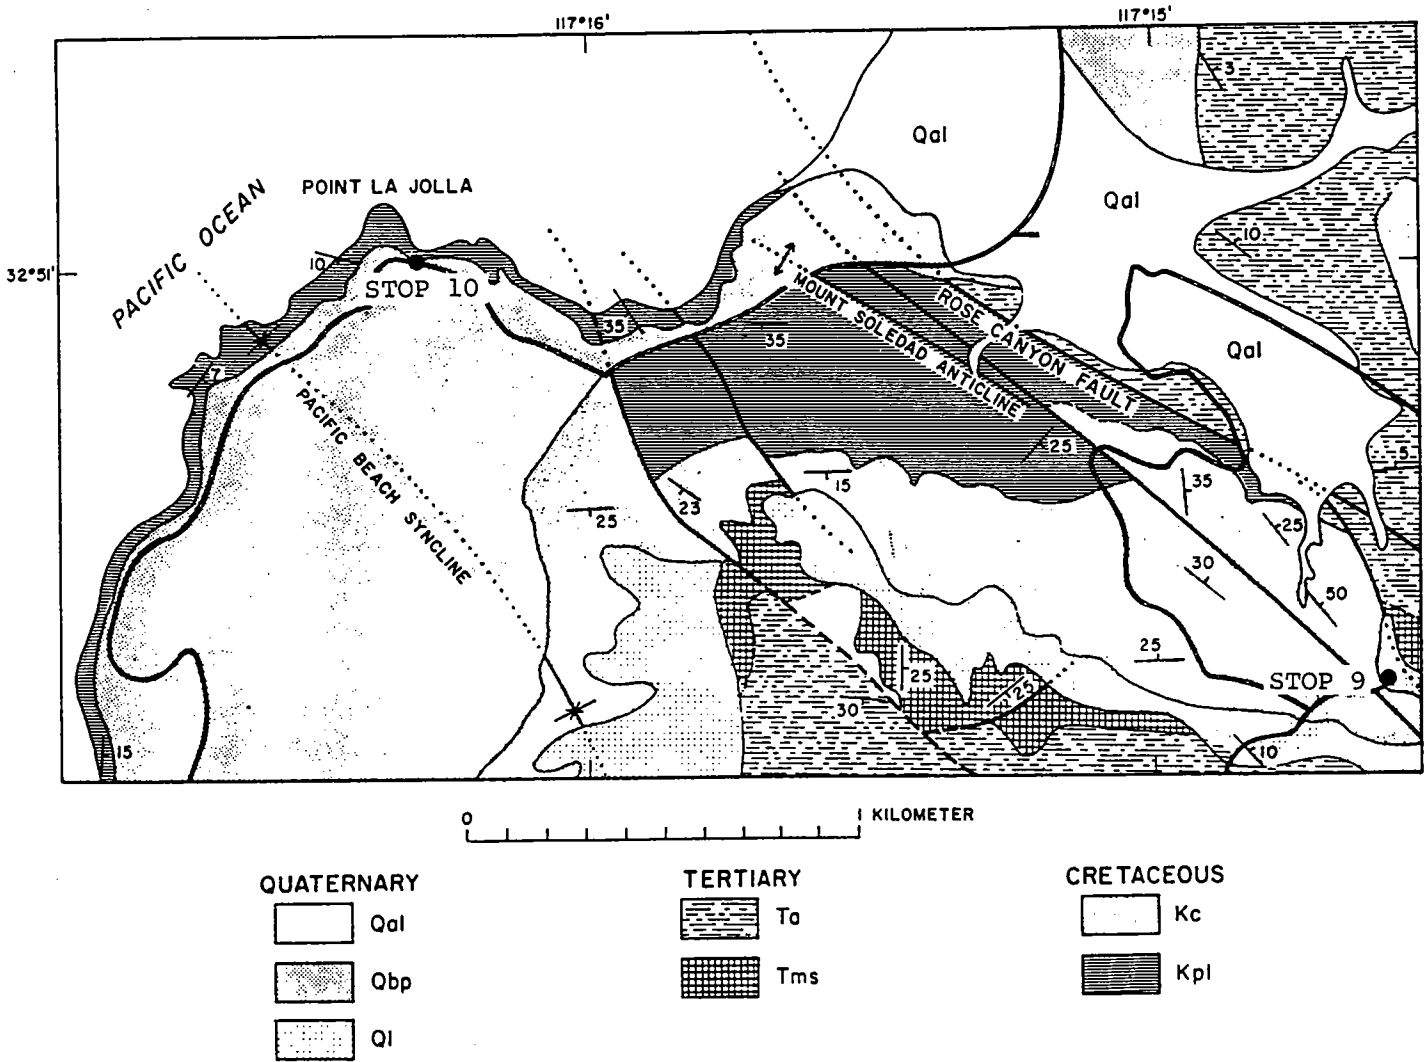 117°16'
117°15'
3
Qal
POINT LA JOLLA
Qal
PACIFIC OCEAN
10
10
32°51'
STOP 10
MOUNT SOLEDAD ANTICLINE
ROSE CANYON FAULT
35
35
Qal
7
PACIFIC BEACH SYNCLINE
25
5
15
35
23
25
25
30
50
25
25
STOP 9
25
30
15
10
0
1 KILOMETER
QUATERNARY
Qal
Qbp
Ql
TERTIARY
Ta
Tms
CRETACEOUS
Kc
Kpl